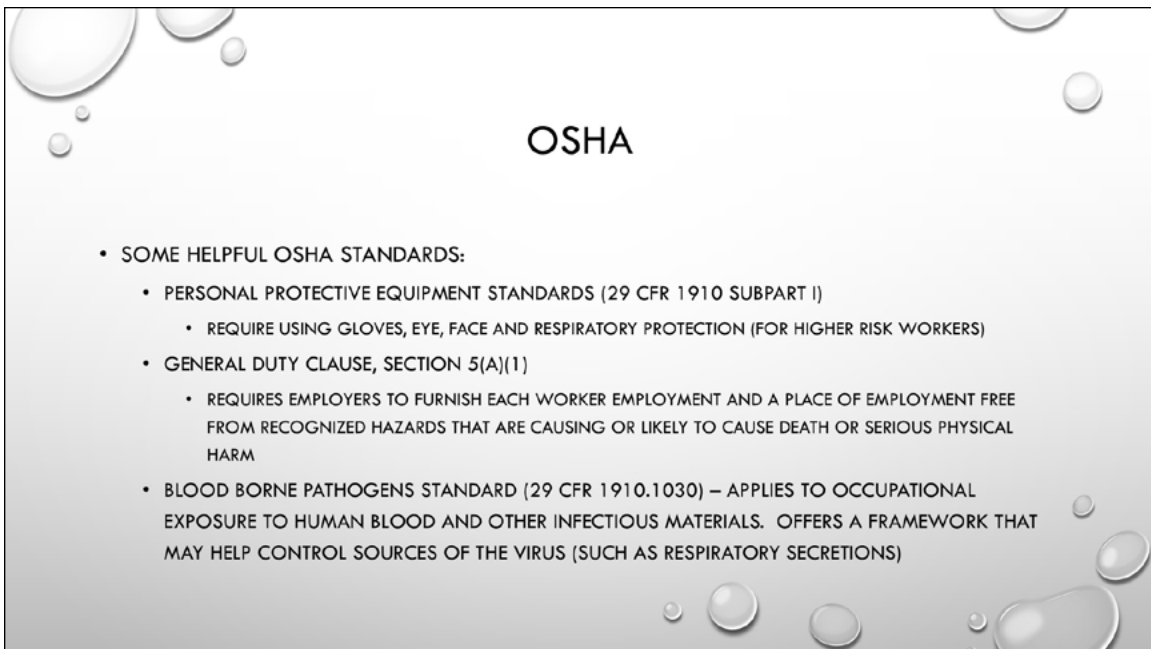 OSHA
• SOME HELPFUL OSHA STANDARDS:
• PERSONAL PROTECTIVE EQUIPMENT STANDARDS (29 CFR 1910 SUBPART I)
• REQUIRE USING GLOVES, EYE, FACE AND RESPIRATORY PROTECTION (FOR HIGHER RISK WORKERS)
• GENERAL DUTY CLAUSE, SECTION 5(A)(1)
• REQUIRES EMPLOYERS TO FURNISH EACH WORKER EMPLOYMENT AND A PLACE OF EMPLOYMENT FREE
FROM RECOGNIZED HAZARDS THAT ARE CAUSING OR LIKELY TO CAUSE DEATH OR SERIOUS PHYSICAL
HARM
• BLOOD BORNE PATHOGENS STANDARD (29 CFR 1910.1030) – APPLIES TO OCCUPATIONAL
EXPOSURE TO HUMAN BLOOD AND OTHER INFECTIOUS MATERIALS. OFFERS A FRAMEWORK THAT
MAY HELP CONTROL SOURCES OF THE VIRUS (SUCH AS RESPIRATORY SECRETIONS)